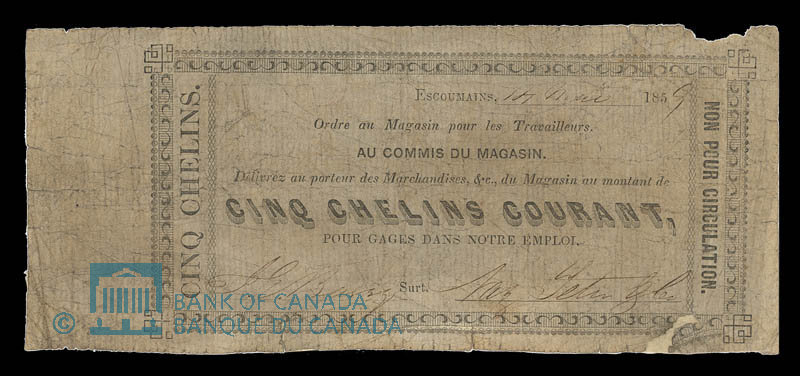 CINQ CHELINS.
ESCOUMAINS, 1859
Ordre au Magasin pour les Travailleurs.
AU COMMIS DU MAGASIN.
Délivrez au porteur des Marchandises, &c., du Magasin au montant de
CINQ CHELINS COURANT,
POUR GAGES DANS NOTRE EMPLOI.
Surt.
NON POUR CIRCULATION.
BANK OF CANADA
© BANQUE DU CANADA